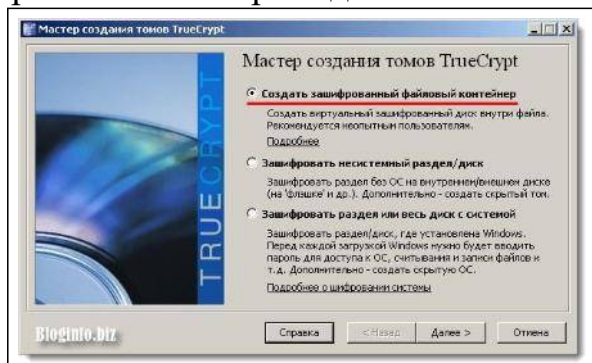 Мастер создания томов TrueCrypt
Мастер создания томов TrueCrypt
Создать зашифрованный файловый контейнер
Создать виртуальный зашифрованный диск внутри файла.
Рекомендуется неопытным пользователям.
Подробнее
Зашифровать несистемный раздел/диск
Зашифровать раздел без ОС на внутреннем/внешнем диске
(на 'флэшке' и др.). Дополнительно - создать скрытый том.
Зашифровать раздел или весь диск с системой
Зашифровать раздел/диск, где установлена Windows.
Перед каждой загрузкой Windows нужно будет вводить
пароль для доступа к ОС, считывания и записи файлов и
т.д. Дополнительно - создать скрытую ОС.
Подробнее о шифровании системы
TRUECRYPT
Bloginfo.biz
Справка
< Назад
Далее >
Отмена